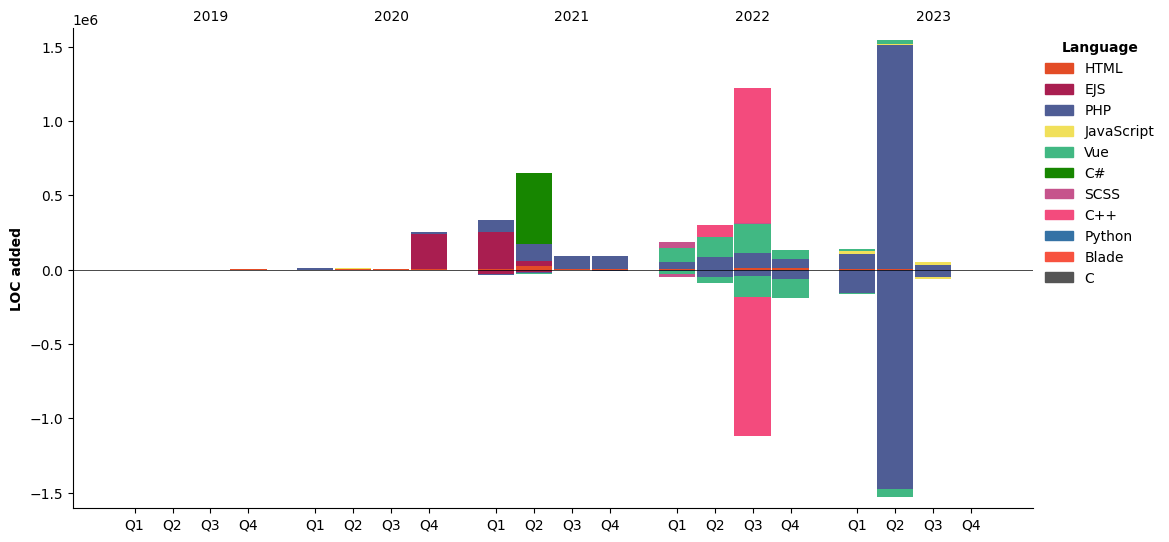 1e6
2019 2020 2021 2022 2023
1.5
1.0
0.5
0.0
−0.5
−1.0
−1.5
LOC added
Q1 Q2 Q3 Q4 Q1 Q2 Q3 Q4 Q1 Q2 Q3 Q4 Q1 Q2 Q3 Q4 Q1 Q2 Q3 Q4
Language
HTML
EJS
PHP
JavaScript
Vue
C#
SCSS
C++
Python
Blade
C